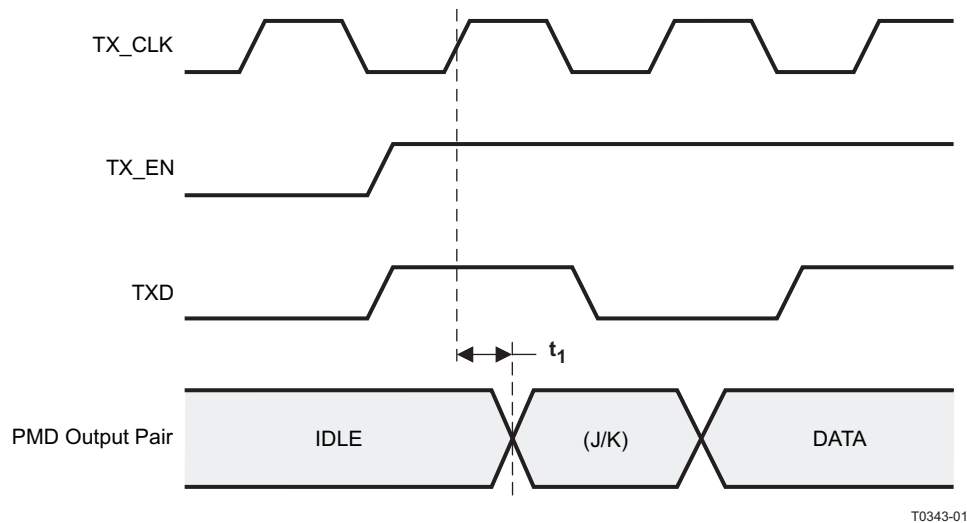 TX_CLK
TX_EN
TXD
t1
PMD Output Pair
IDLE
(J/K)
DATA
T0343-01